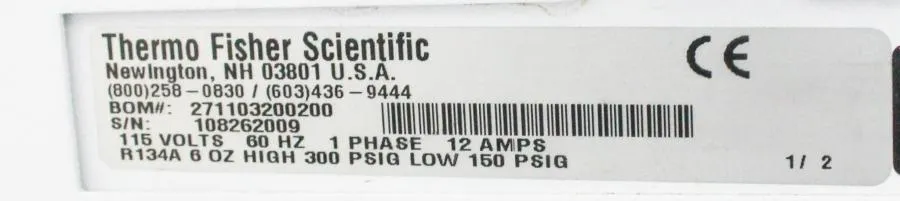 Thermo Fisher Scientific
Newington, NH 03801 U.S.A.
(800)258-0830 / (603)436-9444
BOM#: 271103200200
S/N: 108262009
115 VOLTS 60 HZ 1 PHASE 12 AMPS
R134A 6 OZ HIGH 300 PSIG LOW 150 PSIG
1/ 2
CE